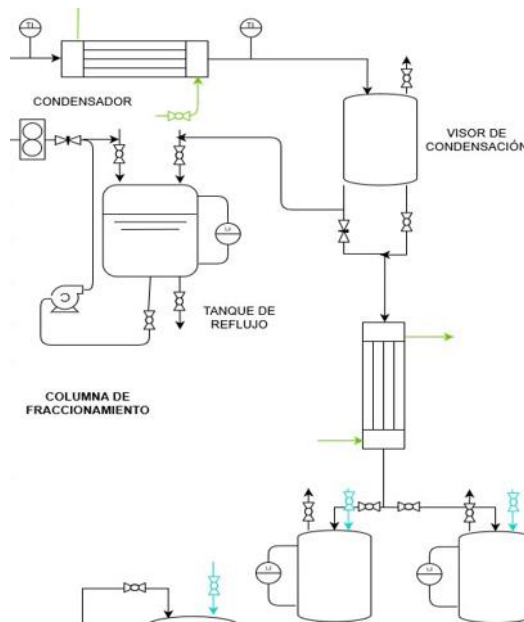 TI
TI
CONDENSADOR
VISOR DE
CONDENSACIÓN
LI
TANQUE DE
REFLUJO
COLUMNA DE
FRACCIONAMIENTO
LI
LI